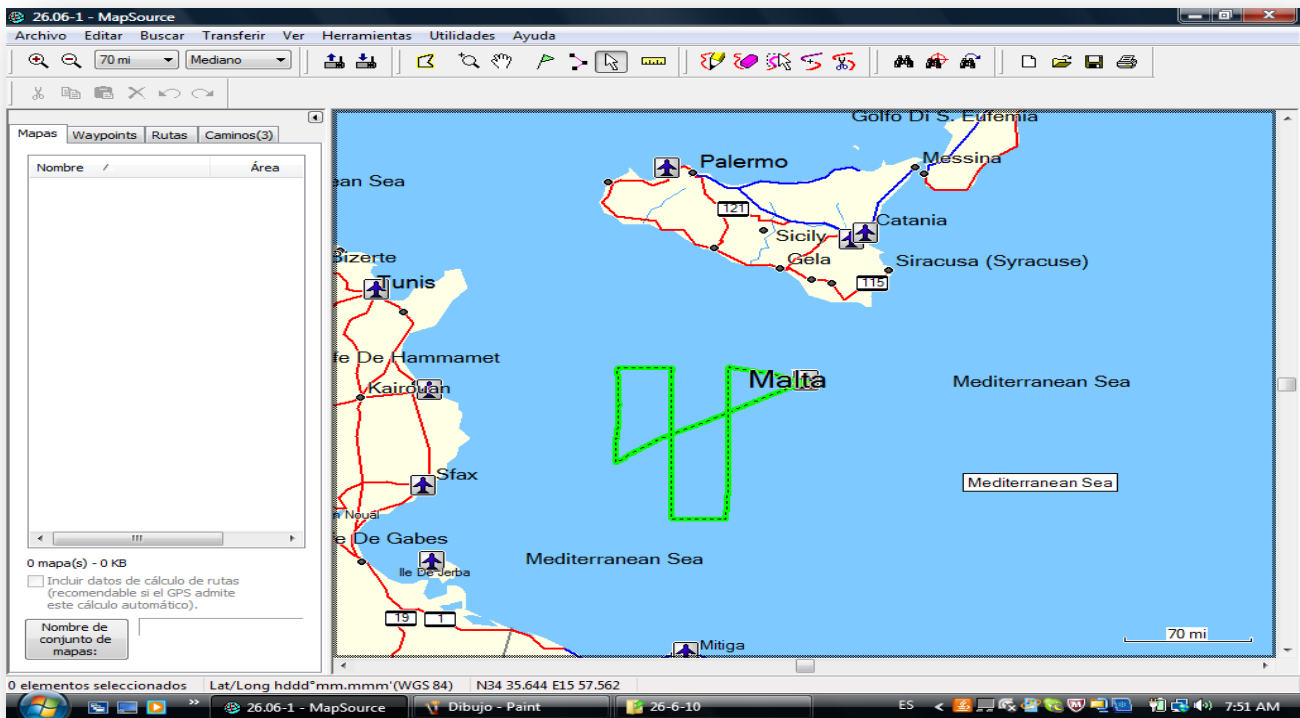 26.06-1 - MapSource
Archivo Editar Buscar Transferir Ver Herramientas Utilidades Ayuda
70 mi Mediano
Mapas Waypoints Rutas Caminos(3)
Nombre / Área
0 mapa(s) - 0 KB
Incluir datos de cálculo de rutas
(recomendable si el GPS admite
este cálculo automático).
Nombre de
conjunto de
mapas:
Golfo Di S. Eufemia
Palermo
Messina
an Sea
121
Catania
Sicily
Bizerte
Gela
Siracusa (Syracuse)
Tunis
115
fe De Hammamet
Malta
Mediterranean Sea
Kairouan
Sfax
Mediterranean Sea
n Noual
e De Gabes
Mediterranean Sea
Ile De Jerba
19 1
Mitiga
70 mi
0 elementos seleccionados Lat/Long hddd°mm.mmm'(WGS 84) N34 35.644 E15 57.562
26.06-1 - MapSource Dibujo - Paint 26-6-10 ES 7:51 AM